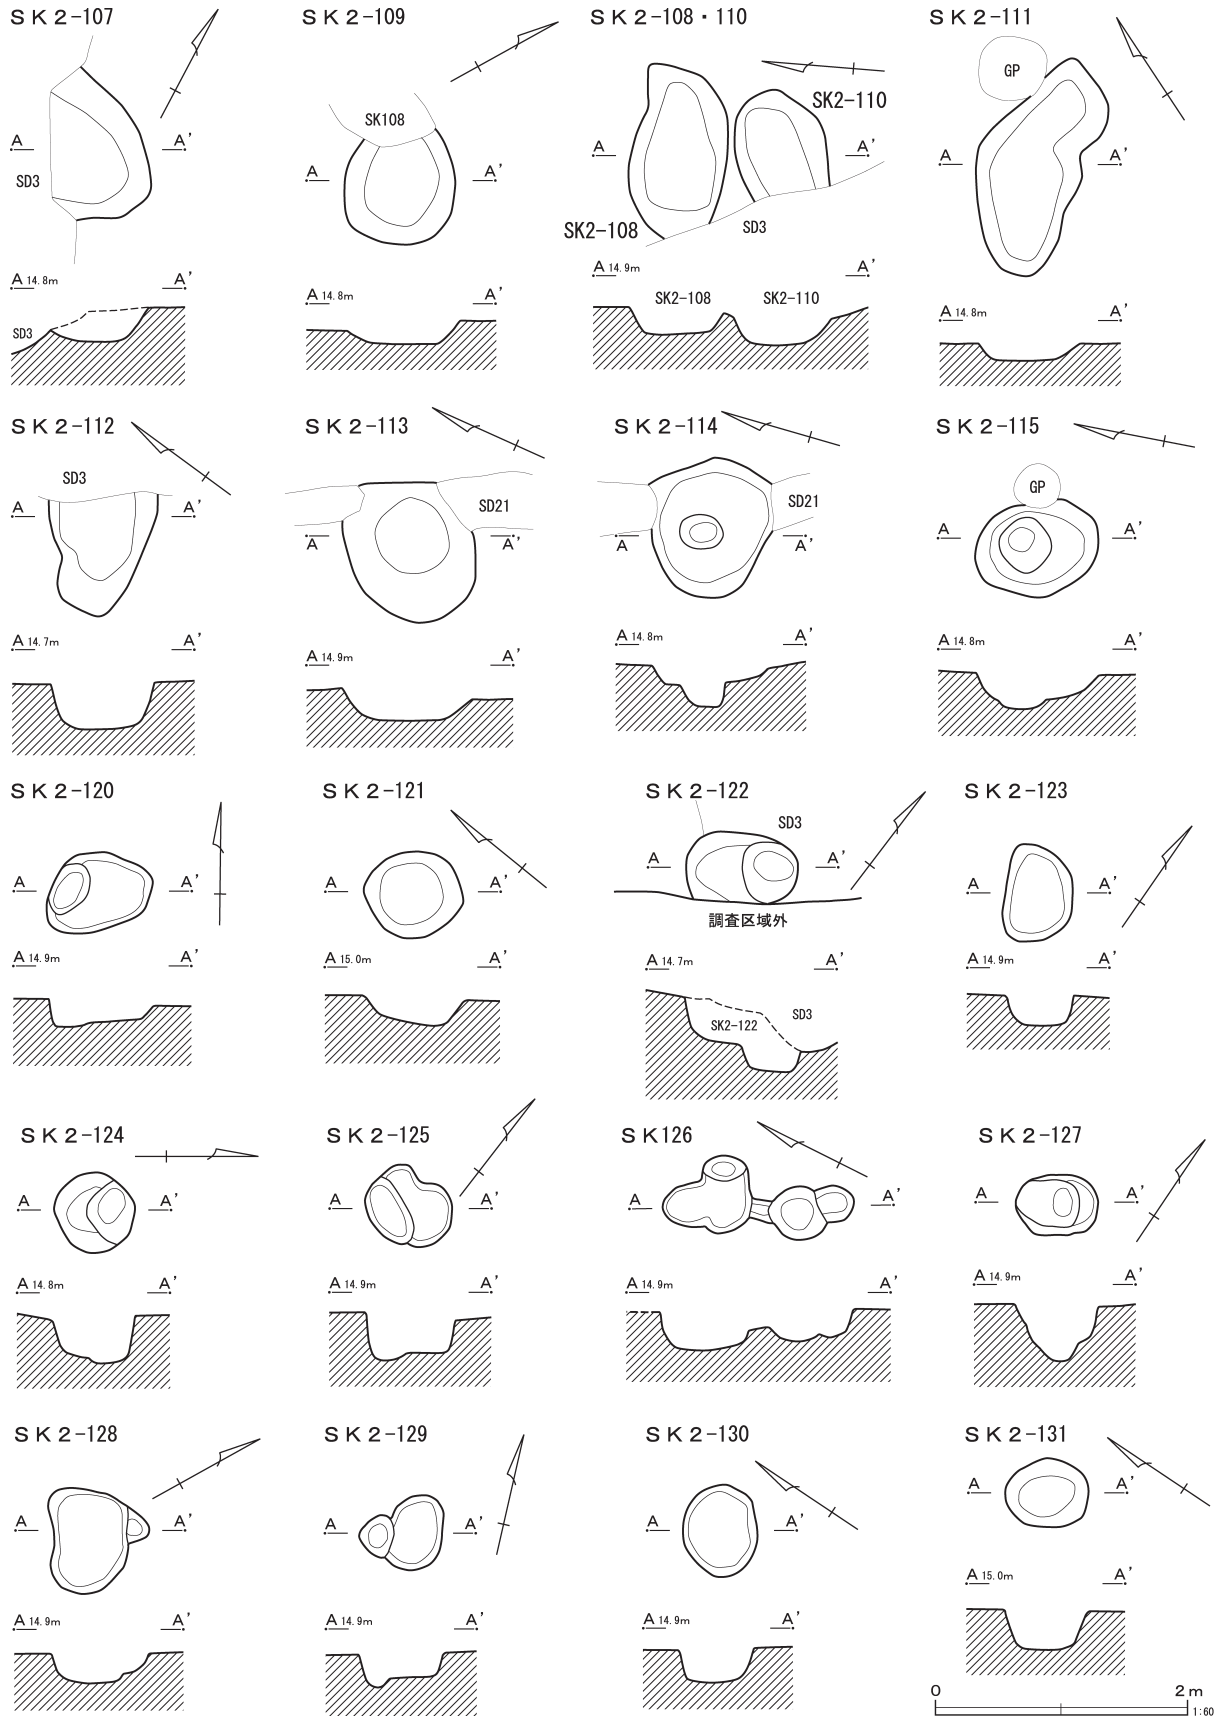 ＳＫ２-107
A A'
SD3
A 14.8m A'
SD3
ＳＫ２-109
SK108
A A'
A 14.8m A'
ＳＫ２-108・110
SK2-110
A A'
SK2-108
SD3
A 14.9m A'
SK2-108 SK2-110
ＳＫ２-111
GP
A A'
A 14.8m A'
ＳＫ２-112
SD3
A A'
A 14.7m A'
ＳＫ２-113
SD21
A A'
A 14.9m A'
ＳＫ２-114
SD21
A A'
A 14.8m A'
ＳＫ２-115
GP
A A'
A 14.8m A'
ＳＫ２-120
A A'
A 14.9m A'
ＳＫ２-121
A A'
A 15.0m A'
ＳＫ２-122
SD3
A A'
調査区域外
A 14.7m A'
SK2-122 SD3
ＳＫ２-123
A A'
A 14.9m A'
ＳＫ２-124
A A'
A 14.8m A'
ＳＫ２-125
A A'
A 14.9m A'
ＳＫ126
A A'
A 14.9m A'
ＳＫ２-127
A A'
A 14.9m A'
ＳＫ２-128
A A'
A 14.9m A'
ＳＫ２-129
A A'
A 14.9m A'
ＳＫ２-130
A A'
A 14.9m A'
ＳＫ２-131
A A'
A 15.0m A'
0 2m
1:60